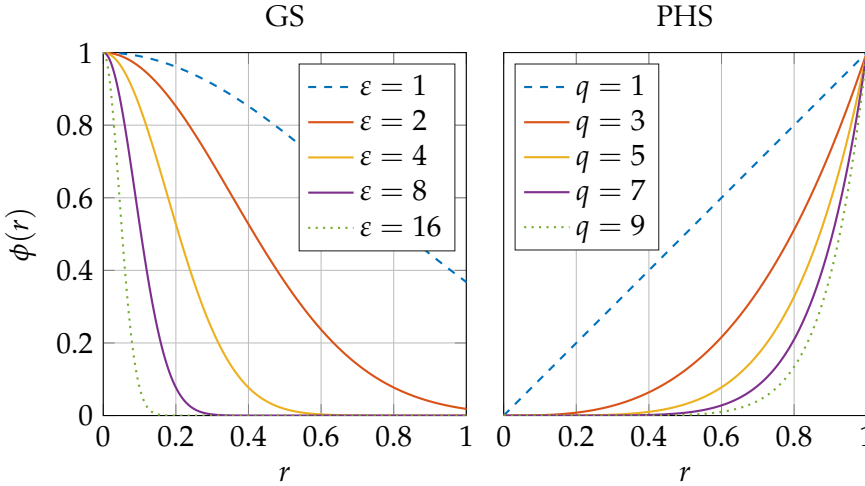 GS
PHS
ϕ(r)
1
0.8
0.6
0.4
0.2
0
ε = 1
ε = 2
ε = 4
ε = 8
ε = 16
q = 1
q = 3
q = 5
q = 7
q = 9
0 0.2 0.4 0.6 0.8 1
0 0.2 0.4 0.6 0.8 1
r
r